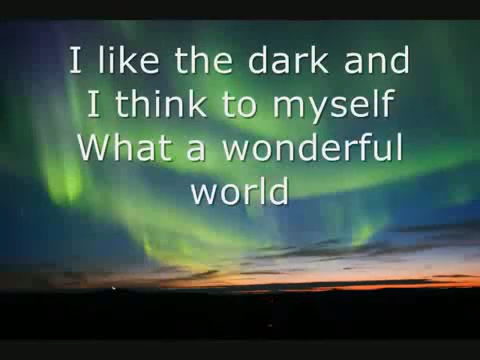 I like the dark and
I think to myself
What a wonderful
world